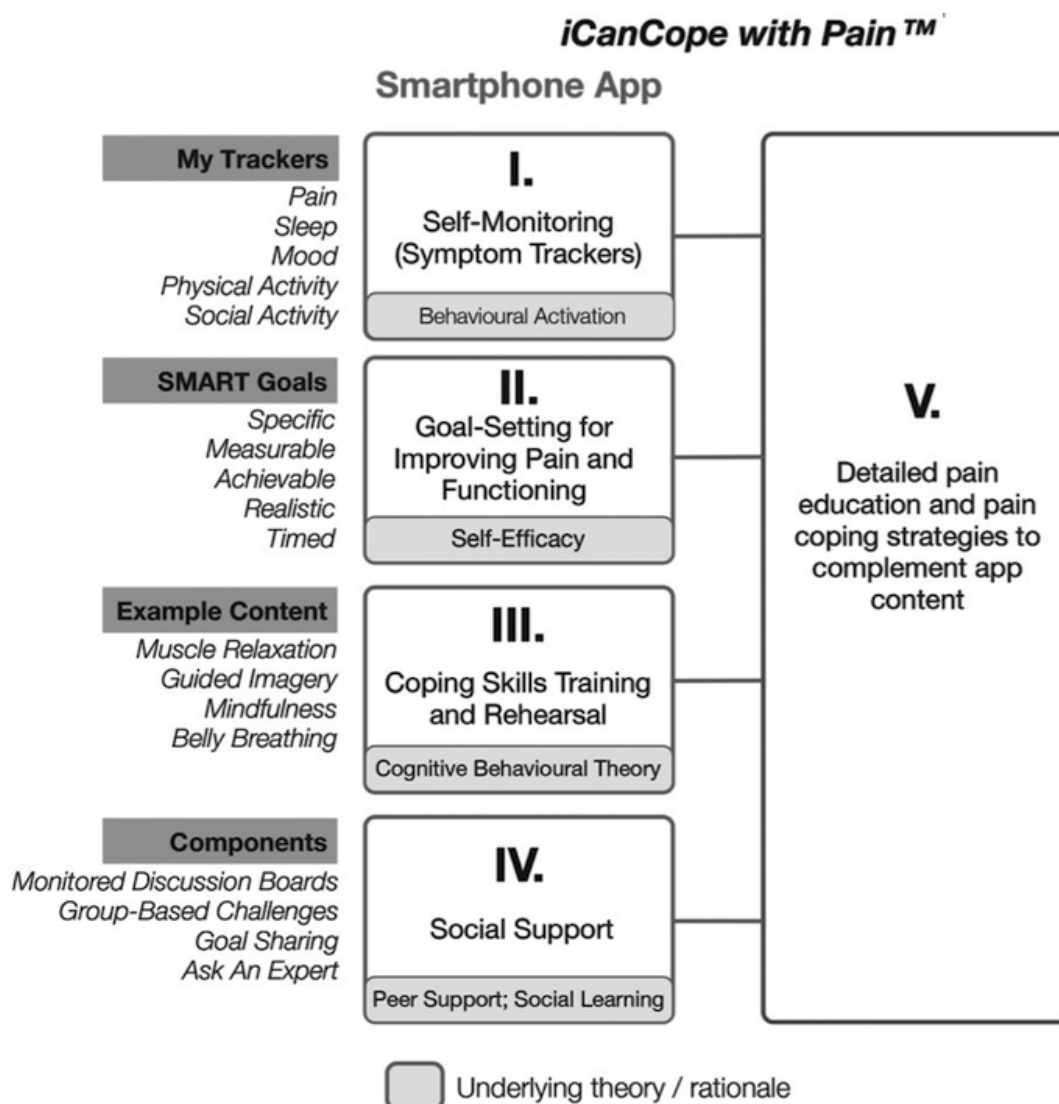 iCanCope with Pain™
Smartphone App
My Trackers
Pain
Sleep
Mood
Physical Activity
Social Activity
I.
Self-Monitoring
(Symptom Trackers)
Behavioural Activation
SMART Goals
Specific
Measurable
Achievable
Realistic
Timed
II.
Goal-Setting for
Improving Pain and
Functioning
Self-Efficacy
Example Content
Muscle Relaxation
Guided Imagery
Mindfulness
Belly Breathing
III.
Coping Skills Training
and Rehearsal
Cognitive Behavioural Theory
Components
Monitored Discussion Boards
Group-Based Challenges
Goal Sharing
Ask An Expert
IV.
Social Support
Peer Support; Social Learning
V.
Detailed pain
education and pain
coping strategies to
complement app
content
Underlying theory / rationale